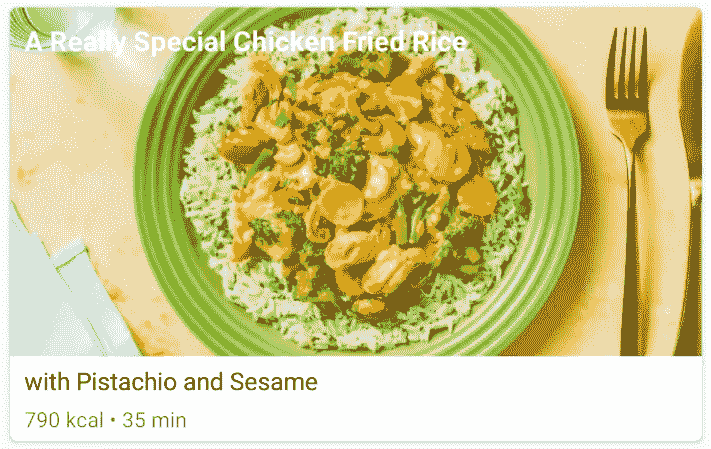 A Really Special Chicken Fried Rice
with Pistachio and Sesame
790 kcal • 35 min